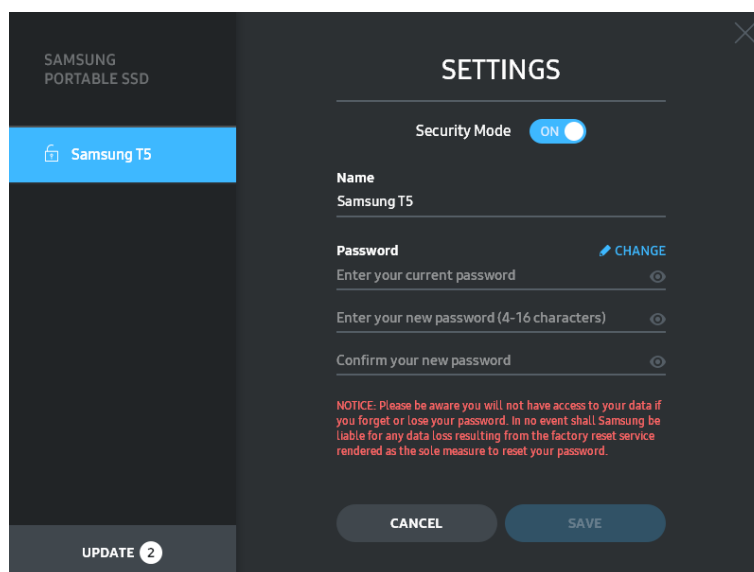 SAMSUNG
PORTABLE SSD
Samsung T5
UPDATE 2
SETTINGS
Security Mode ON
Name
Samsung T5
Password CHANGE
Enter your current password
Enter your new password (4-16 characters)
Confirm your new password
NOTICE: Please be aware you will not have access to your data if
you forget or lose your password. In no event shall Samsung be
liable for any data loss resulting from the factory reset service
rendered as the sole measure to reset your password.
CANCEL SAVE